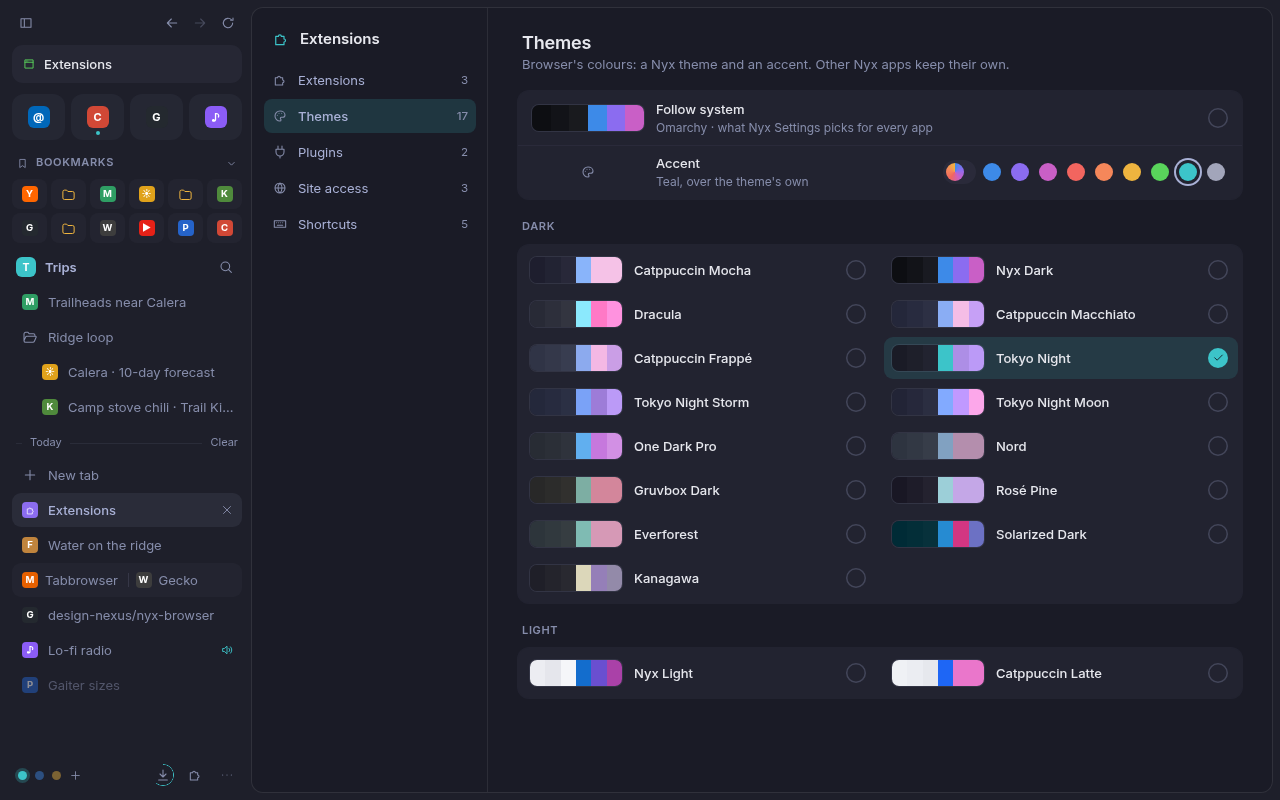 Extensions
@
C
G
BOOKMARKS
Y
M
K
G
W
P
C
T
Trips
M
Trailheads near Calera
Ridge loop
Calera · 10-day forecast
K
Camp stove chili · Trail Ki...
Today
Clear
New tab
Extensions
F
Water on the ridge
M
Tabbrowser
W
Gecko
G
design-nexus/nyx-browser
Lo-fi radio
P
Gaiter sizes
Extensions
Extensions
3
Themes
17
Plugins
2
Site access
3
Shortcuts
5
Themes
Browser's colours: a Nyx theme and an accent. Other Nyx apps keep their own.
Follow system
Omarchy · what Nyx Settings picks for every app
Accent
Teal, over the theme's own
DARK
Catppuccin Mocha
Nyx Dark
Dracula
Catppuccin Macchiato
Catppuccin Frappé
Tokyo Night
Tokyo Night Storm
Tokyo Night Moon
One Dark Pro
Nord
Gruvbox Dark
Rosé Pine
Everforest
Solarized Dark
Kanagawa
LIGHT
Nyx Light
Catppuccin Latte